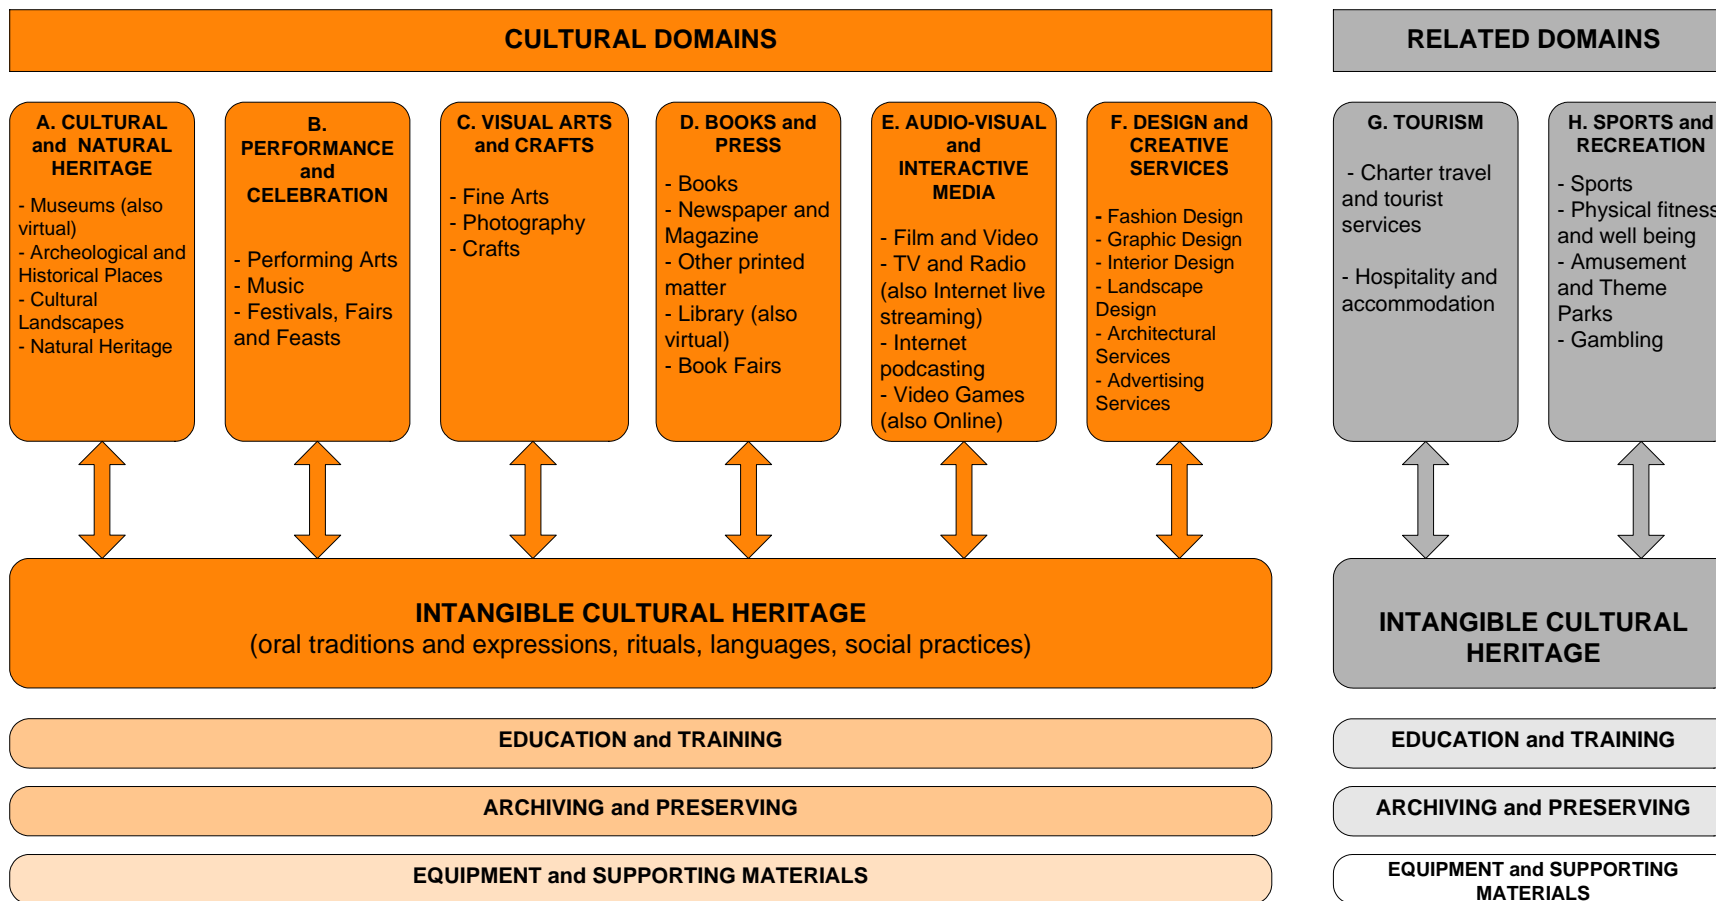 CULTURAL DOMAINS
RELATED DOMAINS
A. CULTURAL
and NATURAL
HERITAGE
- Museums (also
virtual)
- Archeological and
Historical Places
- Cultural
Landscapes
- Natural Heritage
B.
PERFORMANCE
and
CELEBRATION
- Performing Arts
- Music
- Festivals, Fairs
and Feasts
C. VISUAL ARTS
and CRAFTS
- Fine Arts
- Photography
- Crafts
D. BOOKS and
PRESS
- Books
- Newspaper and
Magazine
- Other printed
matter
- Library (also
virtual)
- Book Fairs
E. AUDIO-VISUAL
and
INTERACTIVE
MEDIA
- Film and Video
- TV and Radio
(also Internet live
streaming)
- Internet
podcasting
- Video Games
(also Online)
F. DESIGN and
CREATIVE
SERVICES
- Fashion Design
- Graphic Design
- Interior Design
- Landscape
Design
- Architectural
Services
- Advertising
Services
G. TOURISM
- Charter travel
and tourist
services
- Hospitality and
accommodation
H. SPORTS and
RECREATION
- Sports
- Physical fitness
and well being
- Amusement
and Theme
Parks
- Gambling
INTANGIBLE CULTURAL HERITAGE
(oral traditions and expressions, rituals, languages, social practices)
INTANGIBLE CULTURAL
HERITAGE
EDUCATION and TRAINING
EDUCATION and TRAINING
ARCHIVING and PRESERVING
ARCHIVING and PRESERVING
EQUIPMENT and SUPPORTING MATERIALS
EQUIPMENT and SUPPORTING
MATERIALS